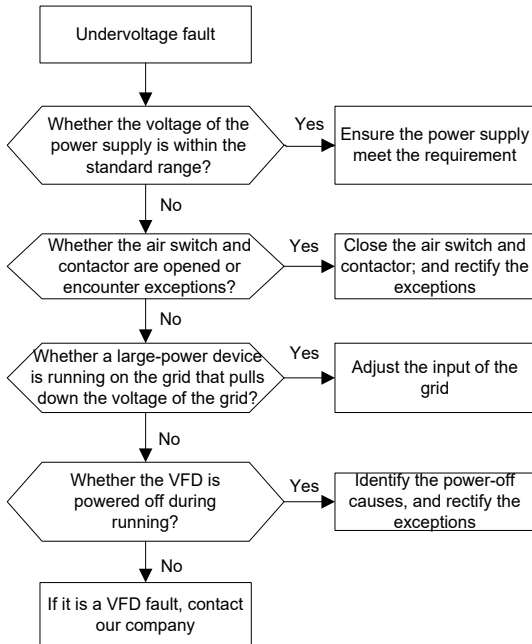 Undervoltage fault
Whether the voltage of the
power supply is within the
standard range?
Yes
Ensure the power supply
meet the requirement
No
Whether the air switch and
contactor are opened or
encounter exceptions?
Yes
Close the air switch and
contactor; and rectify the
exceptions
No
Whether a large-power device
is running on the grid that pulls
down the voltage of the grid?
Yes
Adjust the input of the
grid
No
Whether the VFD is
powered off during
running?
Yes
Identify the power-off
causes, and rectify the
exceptions
No
If it is a VFD fault, contact
our company